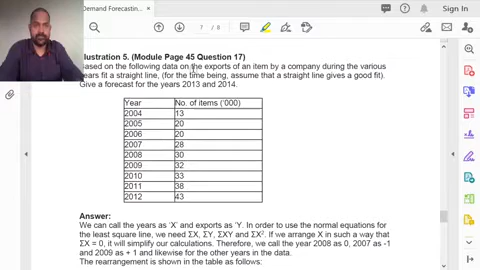 Demand Forecasting...
7 / 8
Sign In
Illustration 5. (Module Page 45 Question 17)
Based on the following data on the exports of an item by a company during the various
years fit a straight line, (for the time being, assume that a straight line gives a good fit).
Give a forecast for the years 2013 and 2014.
Year No. of items ('000)
2004 13
2005 20
2006 20
2007 28
2008 30
2009 32
2010 33
2011 38
2012 43
Answer:
We can call the years as 'X' and exports as 'Y. In order to use the normal equations for
the least square line, we need ΣX, ΣY, ΣXY and ΣX². If we arrange X in such a way that
ΣX = 0, it will simplify our calculations. Therefore, we call the year 2008 as 0, 2007 as -1
and 2009 as + 1 and likewise for the other years in the data.
The rearrangement is shown in the table as follows: